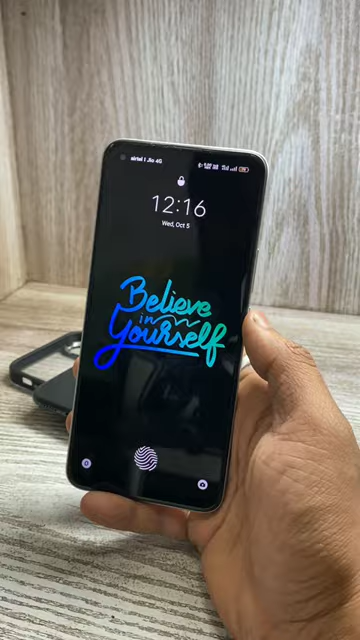 airtel | Jio 4G
12:16
Wed, Oct 5
Believe
in
Yourself